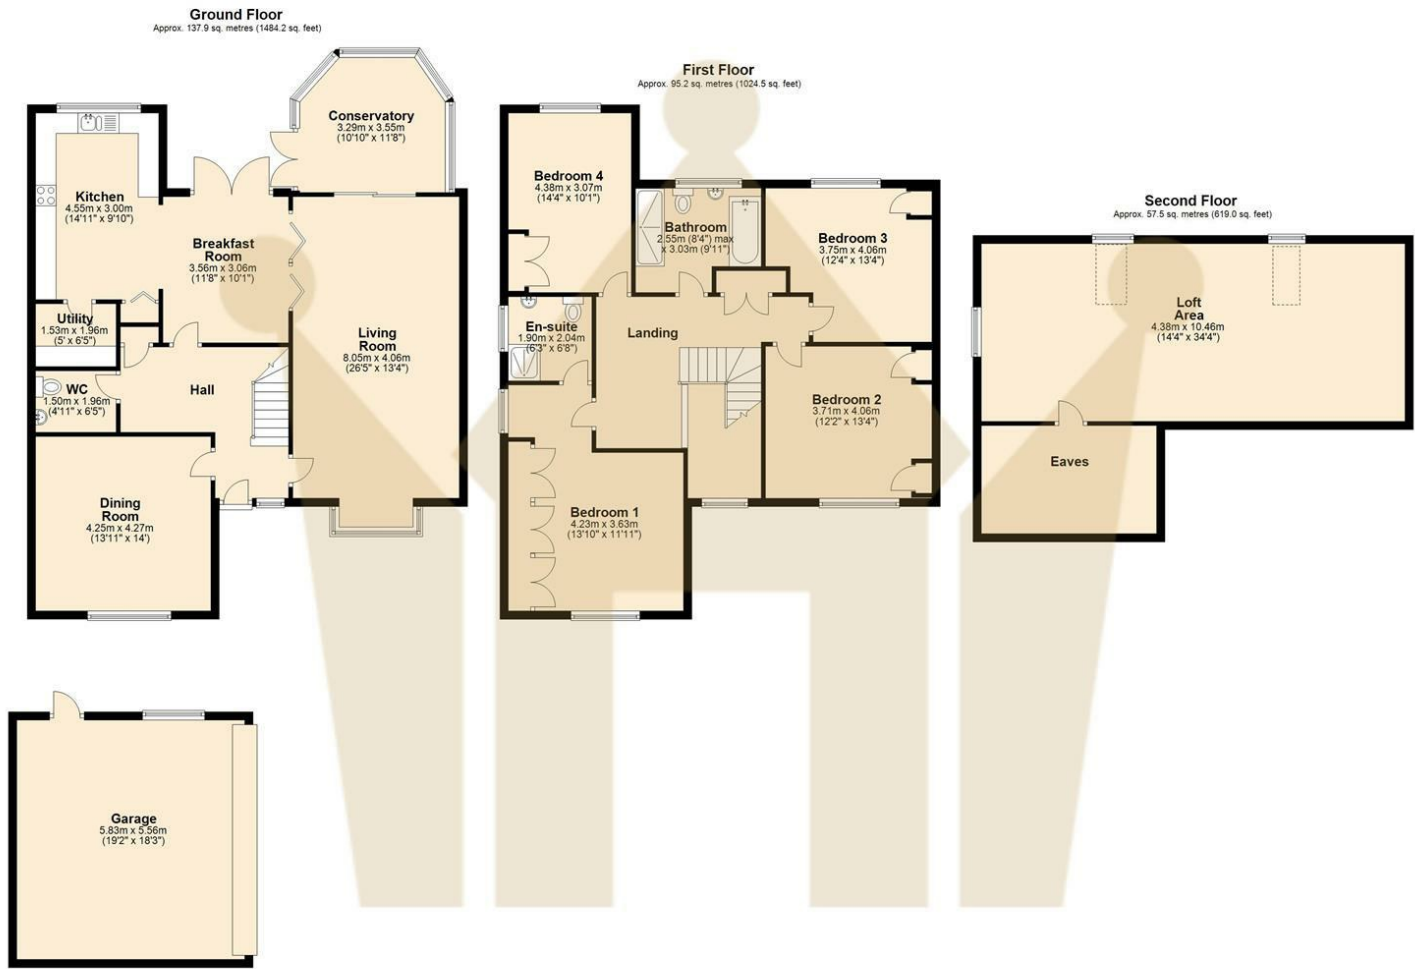 Ground Floor
Approx. 137.9 sq. metres (1484.2 sq. feet)
Conservatory
3.29m x 3.55m
(10'10" x 11'8")
Kitchen
4.55m x 3.00m
(14'11" x 9'10")
Breakfast
Room
3.56m x 3.06m
(11'8" x 10'1")
Utility
1.53m x 1.96m
(5' x 6'5")
Living
Room
8.05m x 4.06m
(26'5" x 13'4")
WC
1.50m x 1.96m
(4'11" x 6'5")
Hall
Dining
Room
4.25m x 4.27m
(13'11" x 14')
Garage
5.83m x 5.56m
(19'2" x 18'3")
First Floor
Approx. 95.2 sq. metres (1024.5 sq. feet)
Bedroom 4
4.38m x 3.07m
(14'4" x 10'1")
Bathroom
2.55m (8'4") max
x 3.03m (9'11")
Bedroom 3
3.75m x 4.06m
(12'4" x 13'4")
En-suite
1.90m x 2.04m
(6'3" x 6'8")
Landing
Bedroom 2
3.71m x 4.06m
(12'2" x 13'4")
Bedroom 1
4.23m x 3.63m
(13'10" x 11'11")
Second Floor
Approx. 57.5 sq. metres (619.0 sq. feet)
Loft
Area
4.38m x 10.46m
(14'4" x 34'4")
Eaves